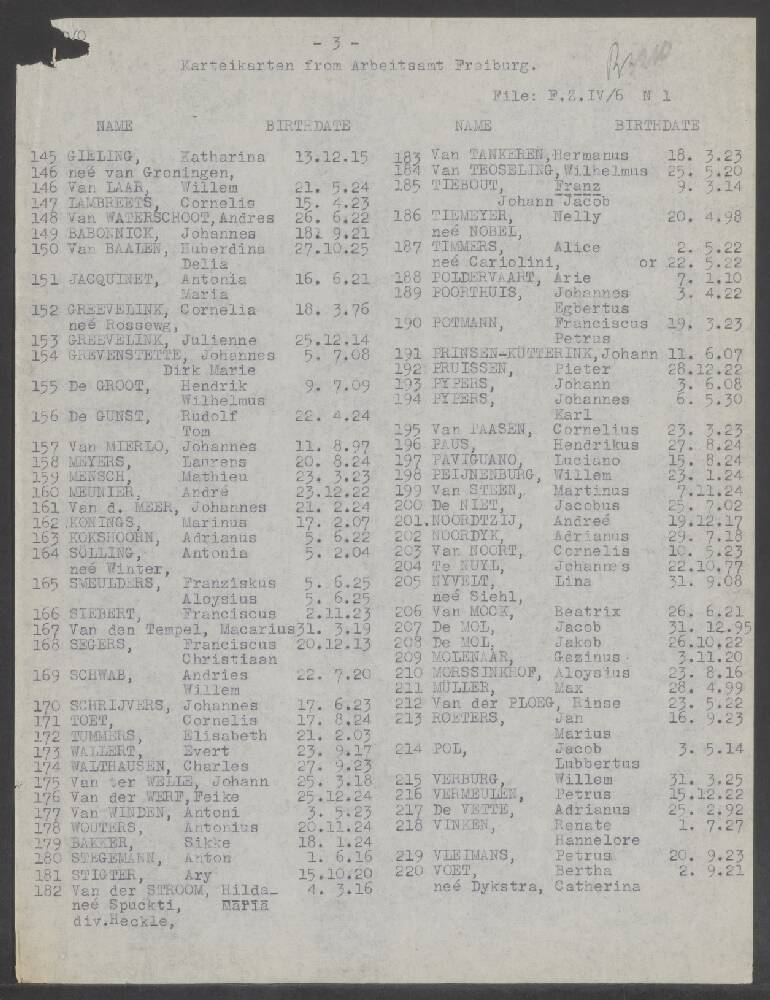 - 3 -
Karteikarten from Arbeitsamt Freiburg.
File: F.Z.IV/6 N 1
NAME BIRTHDATE
145 GIELING, Katharina 13.12.15
146 neé van Groningen,
146 Van LAAR, Willem 21. 5.24
147 LAMBREETS, Cornelis 15. 4.23
148 Van WATERSCHOOT, Andres 26. 6.22
149 BABONNICK, Johannes 18. 9.21
150 Van BAALEN, Huberdina 27.10.25
Delia
151 JACQUINET, Antonia 16. 6.21
Maria
152 GREEVELINK, Cornelia 18. 3.76
neé Rossewg,
153 GREEVELINK, Julienne 25.12.14
154 GREVENSTETTE, Johannes 5. 7.08
Dirk Marie
155 De GROOT, Hendrik 9. 7.09
Wilhelmus
156 De GUNST, Rudolf 22. 4.24
Tom
157 Van MIERLO, Johannes 11. 8.97
158 MEYERS, Laurens 20. 8.24
159 MENSCH, Mathieu 23. 3.23
160 MEUNIER, André 23.12.22
161 Van d. MEER, Johannes 21. 2.24
162 KONINGS, Marinus 17. 2.07
163 KOKSHOORN, Adrianus 5. 6.22
164 SÜLLING, Antonia 5. 2.04
neé Winter,
165 SMEULDERS, Franziskus 5. 6.25
Aloysius 5. 6.25
166 SIEBERT, Franciscus 2.11.23
167 Van den Tempel, Macarius31. 3.19
168 SEGERS, Franciscus 20.12.13
Christiaan
169 SCHWAB, Andries 22. 7.20
Willem
170 SCHRIJVERS, Johannes 17. 6.23
171 TOET, Cornelis 17. 8.24
172 TUMMERS, Elisabeth 21. 2.03
173 WALLERT, Evert 23. 9.17
174 WALTHAUSEN, Charles 27. 9.23
175 Van ter WELLE, Johann 25. 3.18
176 Van der WERF, Feike 25.12.24
177 Van WINDEN, Antoni 3. 5.23
178 WOUTERS, Antonius 20.11.24
179 BAKKER, Sikke 18. 1.24
180 STEGEMANN, Anton 1. 6.16
181 STIGTER, Ary 15.10.20
182 Van der STROOM, Hilda_ 4. 3.16
neé Spuckti, Maria
div.Heckle,
NAME BIRTHDATE
183 Van TANKEREN, Hermanus 18. 3.23
184 Van TEOSELING, Wilhelmus 25. 5.20
185 TIEBOUT, Franz 9. 3.14
Johann Jacob
186 TIEMEYER, Nelly 20. 4.98
neé NOBEL,
187 TIMMERS, Alice 2. 5.22
neé Cariolini, or 22. 5.22
188 POLDERVAART, Arie 7. 1.10
189 POORTHUIS, Johannes 3. 4.22
Egbertus
190 POTMANN, Franciscus 19. 3.23
Petrus
191 PRINSEN-KÜTTERINK, Johann 11. 6.07
192 PRUISSEN, Pieter 28.12.22
193 PYPERS, Johann 3. 6.08
194 PYPERS, Johannes 6. 5.30
Karl
195 Van PAASEN, Cornelius 23. 3.23
196 PAUS, Hendrikus 27. 8.24
197 PAVIGUANO, Luciano 15. 8.24
198 PEIJNENBURG, Willem 23. 1.24
199 Van STEEN, Martinus 7.11.24
200 De NIET, Jacobus 25. 7.02
201.NOORDTZIJ, Andreé 19.12.17
202 NOORDYK, Adrianus 29. 7.18
203 Van NOORT, Cornelis 10. 5.23
204 Te NUYL, Johannes 22.10.77
205 NYVELT, Lina 31. 9.08
neé Siehl,
206 Van MOCK, Beatrix 26. 6.21
207 De MOL, Jacob 31. 12.95
208 De MOL, Jakob 26.10.22
209 MOLENAAR, Gezinus 3.11.20
210 MORSSINKHOF, Aloysius 23. 8.16
211 MÜLLER, Max 28. 4.99
212 Van der PLOEG, Rinse 23. 5.22
213 ROETERS, Jan 16. 9.23
Marius
214 POL, Jacob 3. 5.14
Lubbertus
215 VERBURG, Willem 31. 3.25
216 VERMEULEN, Petrus 15.12.22
217 De VETTE, Adrianus 25. 2.92
218 VINKEN, Renate 1. 7.27
Hannelore
219 VLEIMANS, Petrus 20. 9.23
220 VOET, Bertha 2. 9.21
neé Dykstra, Catherina